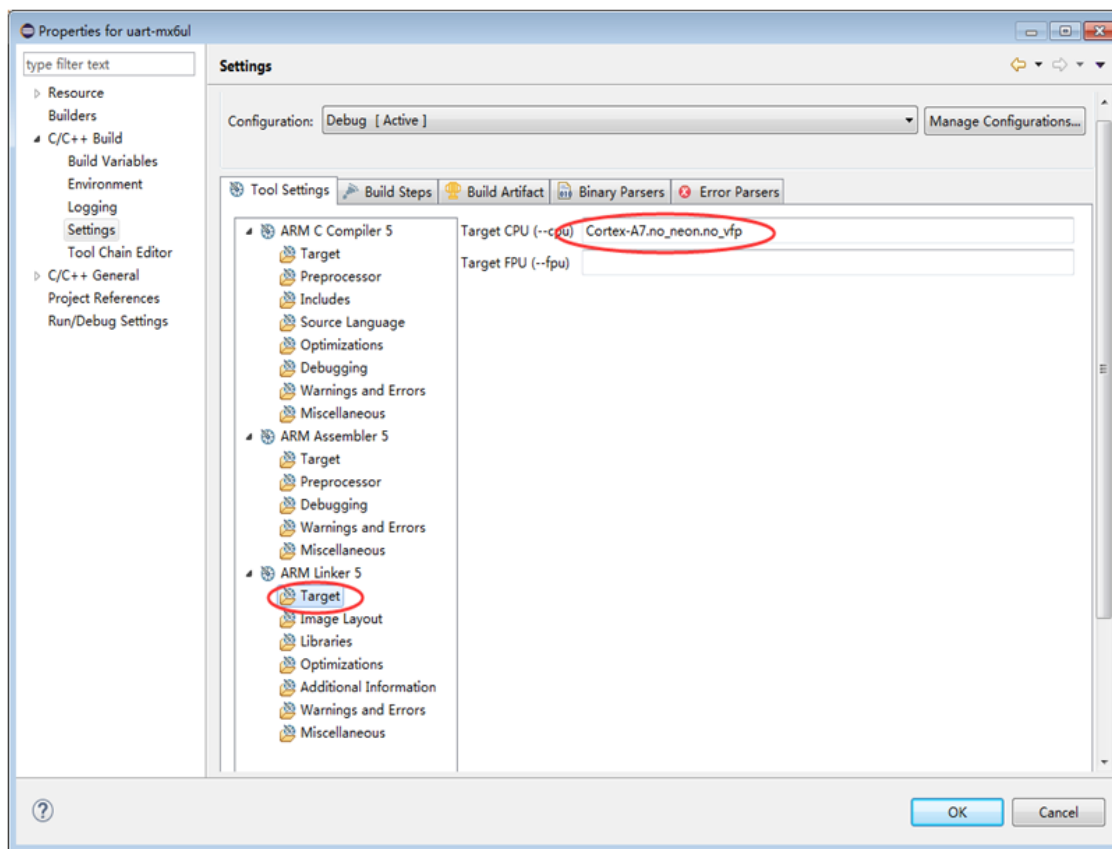 Properties for uart-mx6ul
type filter text
Resource
Builders
C/C++ Build
Build Variables
Environment
Logging
Settings
Tool Chain Editor
C/C++ General
Project References
Run/Debug Settings
Settings
Configuration: Debug [ Active ] Manage Configurations...
Tool Settings Build Steps Build Artifact Binary Parsers Error Parsers
ARM C Compiler 5
Target
Preprocessor
Includes
Source Language
Optimizations
Debugging
Warnings and Errors
Miscellaneous
ARM Assembler 5
Target
Preprocessor
Debugging
Warnings and Errors
Miscellaneous
ARM Linker 5
Target
Image Layout
Libraries
Optimizations
Additional Information
Warnings and Errors
Miscellaneous
Target CPU (--cpu) Cortex-A7.no_neon.no_vfp
Target FPU (--fpu)
OK Cancel